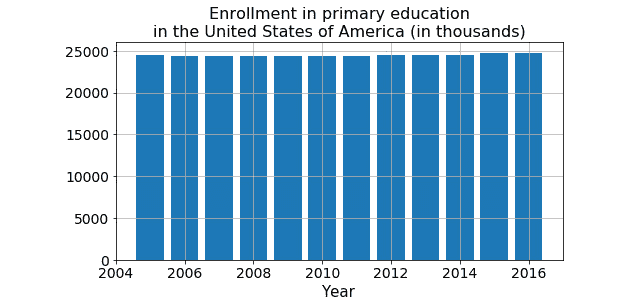 Enrollment in primary education
in the United States of America (in thousands)
25000
20000
15000
10000
5000
0
2004 2006 2008 2010 2012 2014 2016
Year